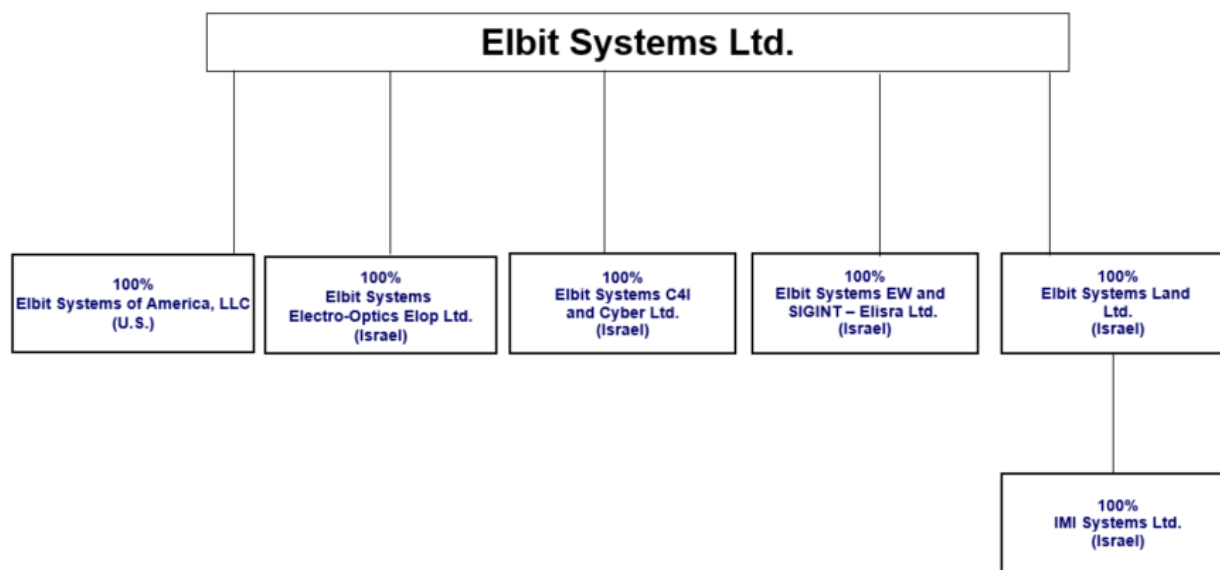 Elbit Systems Ltd.
100%
Elbit Systems of America, LLC
(U.S.)
100%
Elbit Systems
Electro-Optics Elop Ltd.
(Israel)
100%
Elbit Systems C4I
and Cyber Ltd.
(Israel)
100%
Elbit Systems EW and
SIGINT – Elisra Ltd.
(Israel)
100%
Elbit Systems Land
Ltd.
(Israel)
100%
IMI Systems Ltd.
(Israel)